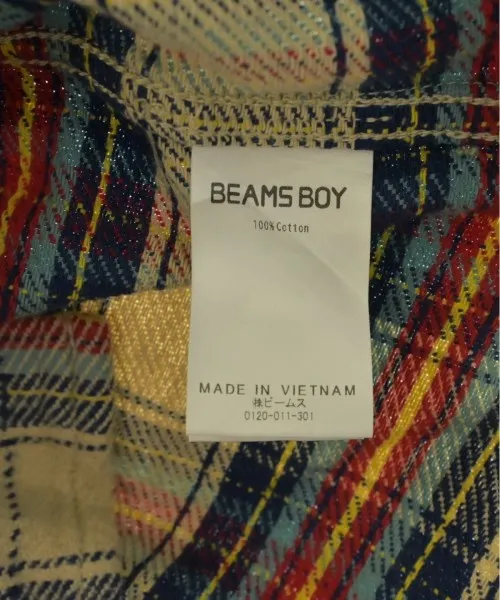 BEAMS BOY
100%Cotton
MADE IN VIETNAM
㈱ビームス
0120-011-301